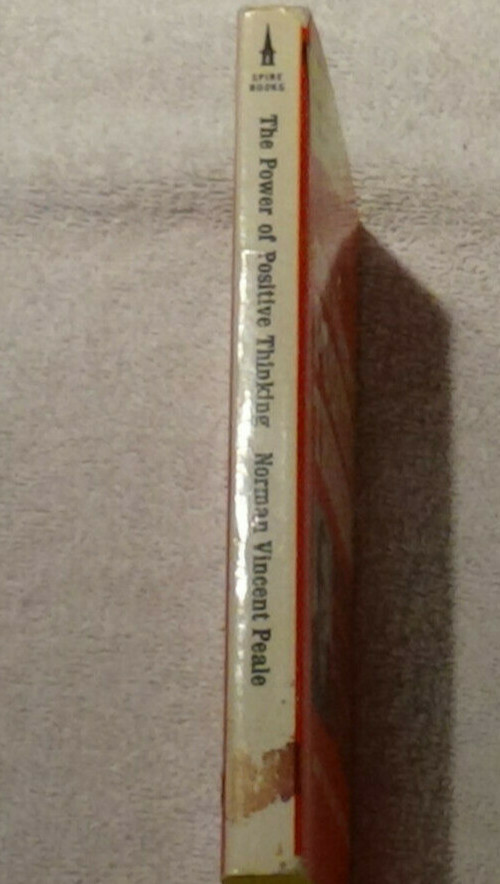 SPIRE
BOOKS
The Power of Positive Thinking Norman Vincent Peale